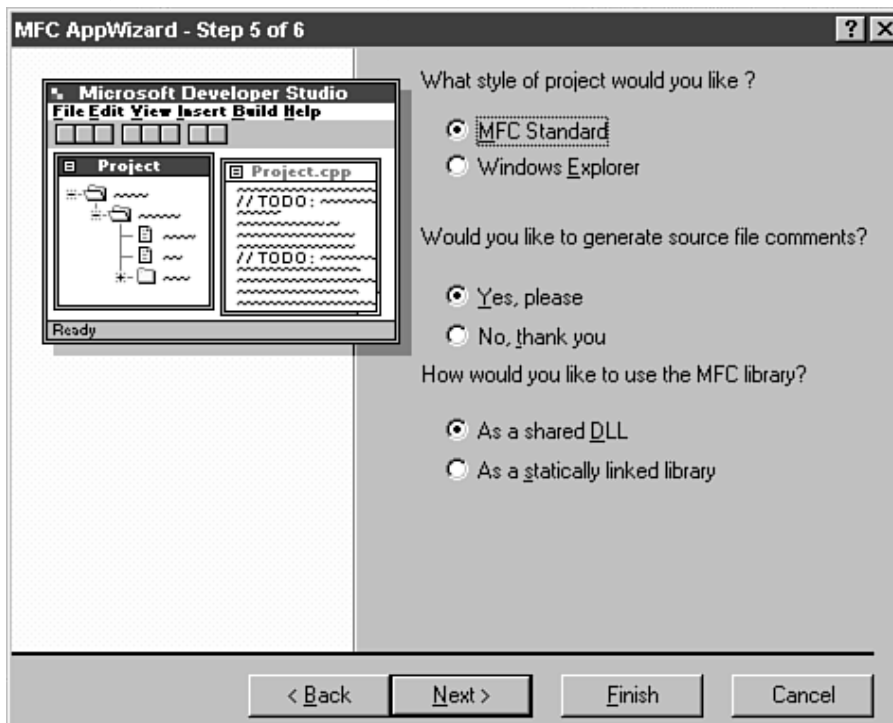 MFC AppWizard - Step 5 of 6
Microsoft Developer Studio
File Edit View Insert Build Help
Project
Project.cpp
//TODO:
//TODO:
Ready
What style of project would you like ?
MFC Standard
Windows Explorer
Would you like to generate source file comments?
Yes, please
No, thank you
How would you like to use the MFC library?
As a shared DLL
As a statically linked library
< Back
Next >
Finish
Cancel